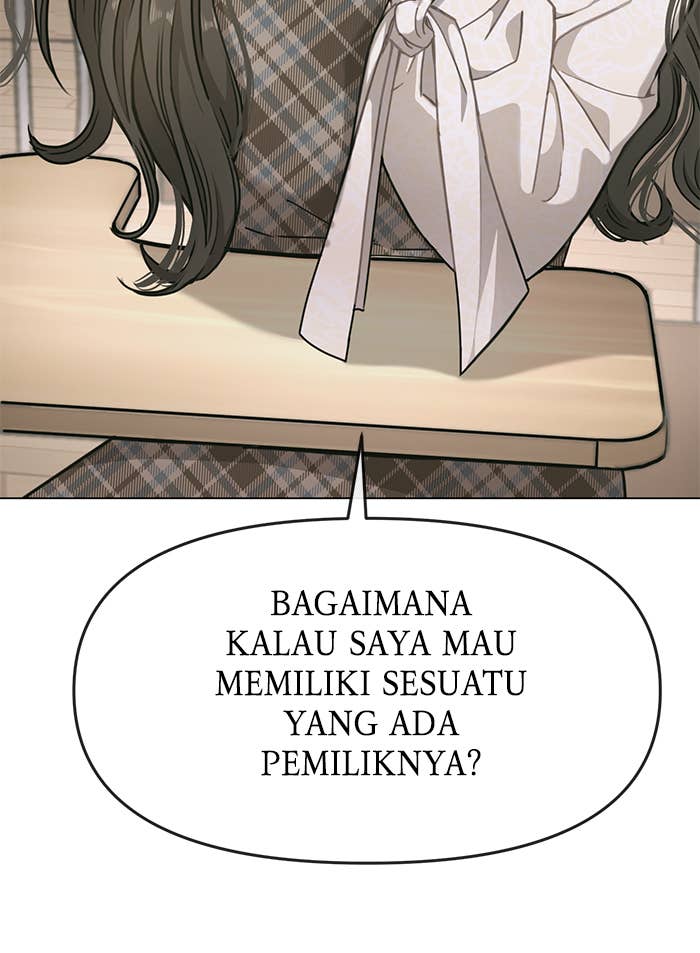 BAGAIMANA
KALAU SAYA MAU
MEMILIKI SESUATU
YANG ADA
PEMILIKNYA?